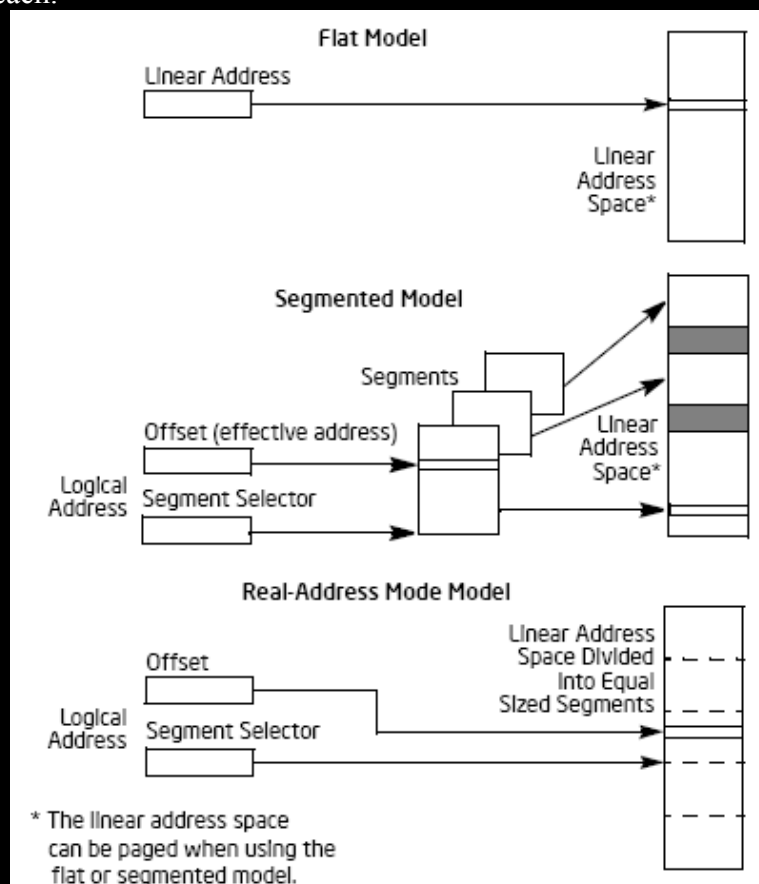 each.
Flat Model
Linear Address
Linear
Address
Space*
Segmented Model
Segments
Offset (effective address)
Logical
Address
Segment Selector
Linear
Address
Space*
Real-Address Mode Model
Offset
Logical
Address
Segment Selector
Linear Address
Space Divided
Into Equal
Sized Segments
* The linear address space
can be paged when using the
flat or segmented model.